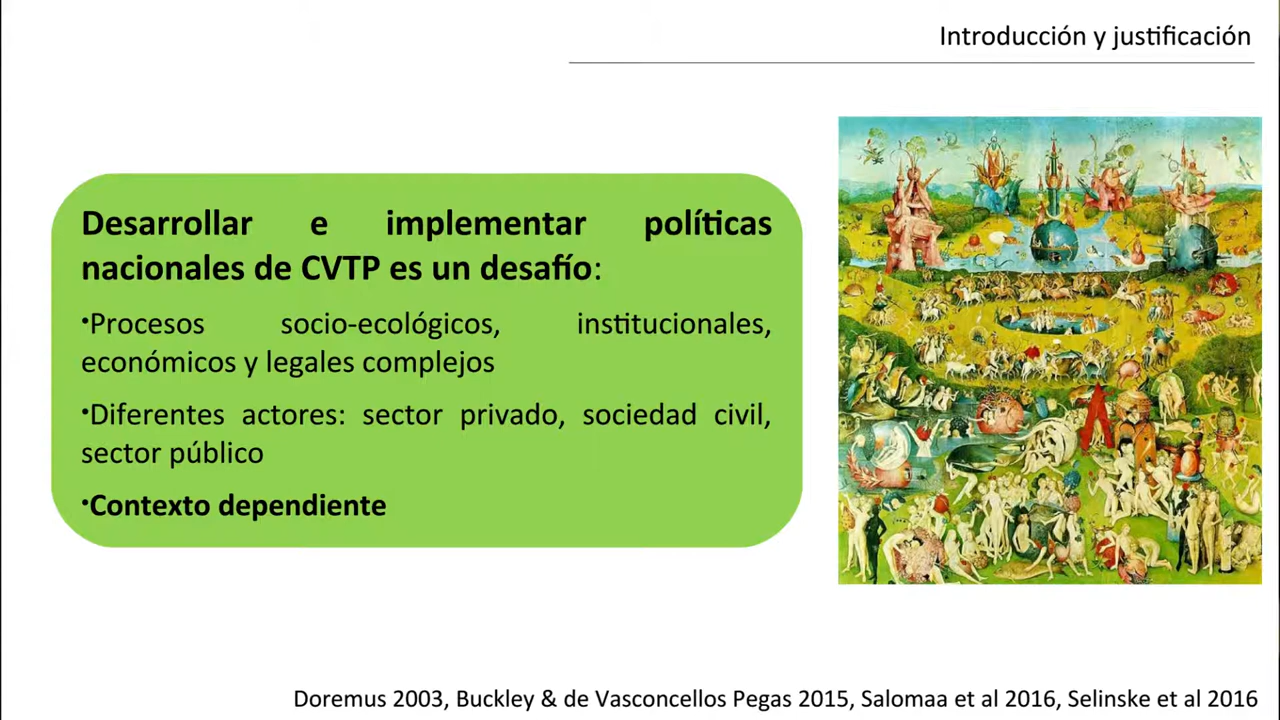 Introducción y justificación
Desarrollar e implementar políticas
nacionales de CVTP es un desafío:
•Procesos socio-ecológicos, institucionales,
económicos y legales complejos
•Diferentes actores: sector privado, sociedad civil,
sector público
•Contexto dependiente
Doremus 2003, Buckley & de Vasconcellos Pegas 2015, Salomaa et al 2016, Selinske et al 2016